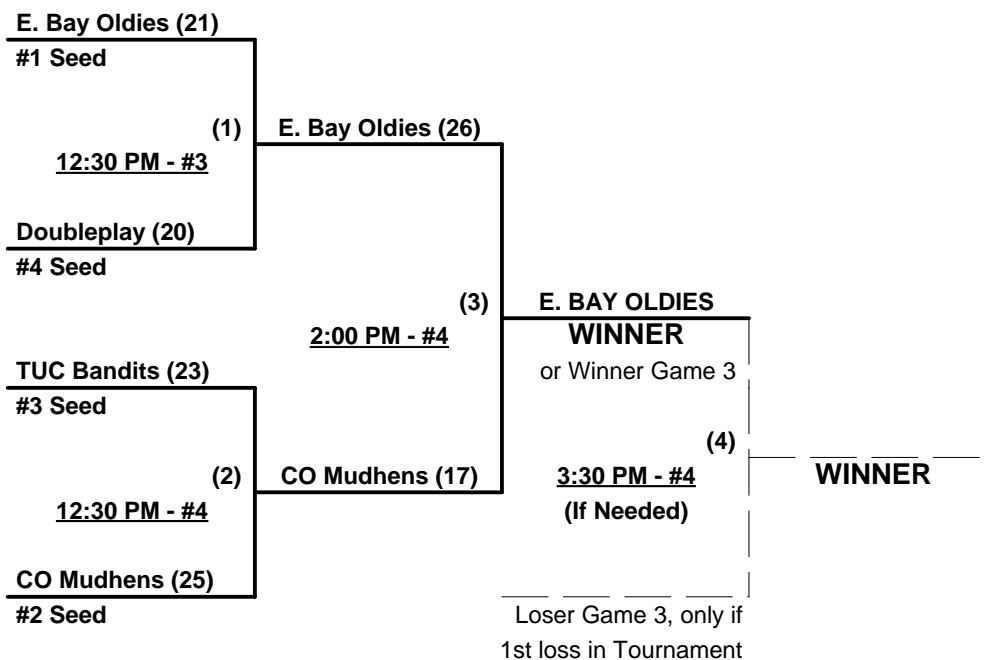 E. Bay Oldies (21)
#1 Seed
(1)
E. Bay Oldies (26)
12:30 PM - #3
Doubleplay (20)
#4 Seed
(3)
E. BAY OLDIES
2:00 PM - #4
WINNER
or Winner Game 3
TUC Bandits (23)
#3 Seed
(4)
(2)
CO Mudhens (17)
3:30 PM - #4
WINNER
12:30 PM - #4
(If Needed)
CO Mudhens (25)
#2 Seed
Loser Game 3, only if
1st loss in Tournament